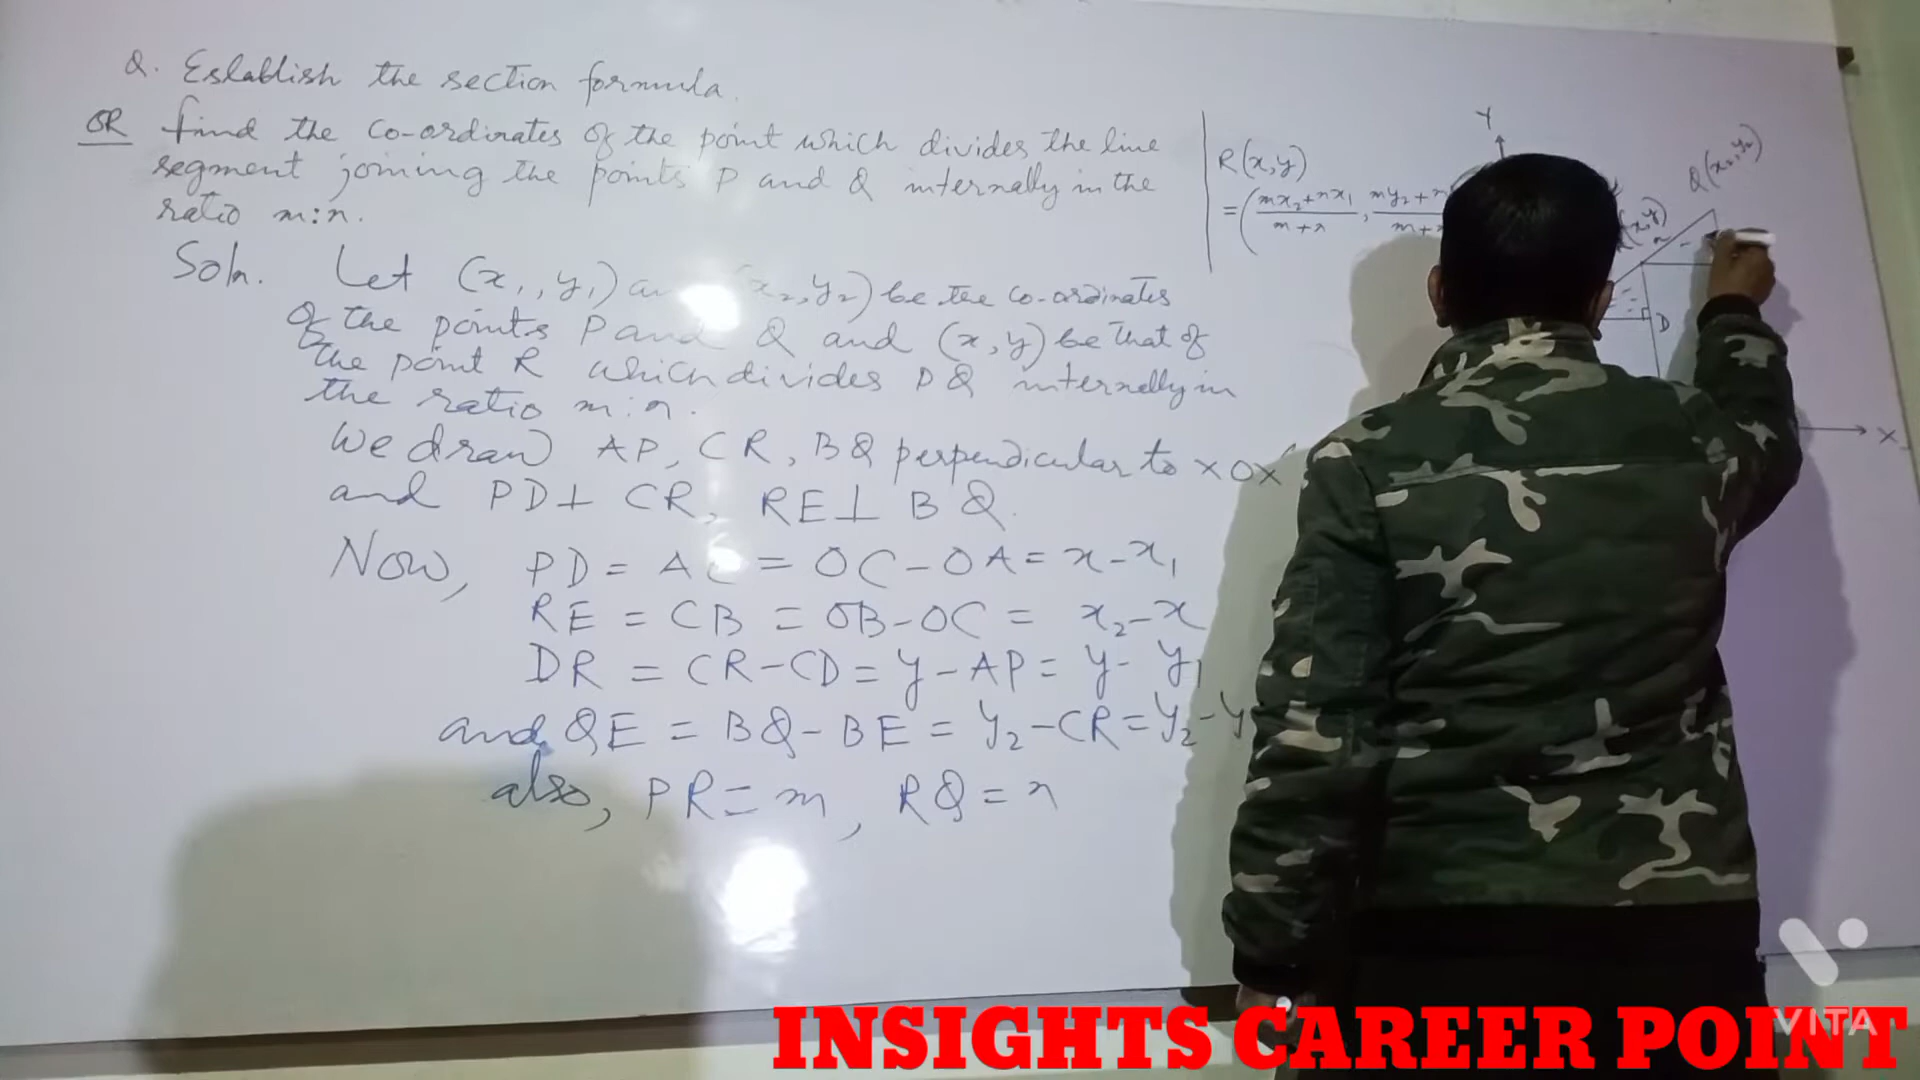 Q. Establish the section formula.
OR find the co-ordinates of the point which divides the line
segment joining the points P and Q internally in the
ratio m:n.
Soln. Let (x₁, y₁) x₂, y₂) be the co-ordinates
of the points P and Q and (x, y) be that of
the point R which divides PQ internally in
the ratio m:n.
We draw AP, CR, BQ perpendicular to XOX'
and PD⊥ CR, RE⊥ BQ.
Now, PD = AC = OC-OA = x-x₁
RE = CB = OB-OC = x₂-x
DR = CR-CD = y-AP = y-y₁
and QE = BQ-BE = y₂-CR = y₂-y
also, PR = m, RQ = n
R(x,y)
= (mx₂+nx₁/m+n, my₂+n
Y
Q(x₂,y₂)
(x,y)
n
D
X
INSIGHTS CAREER POINT
VITA